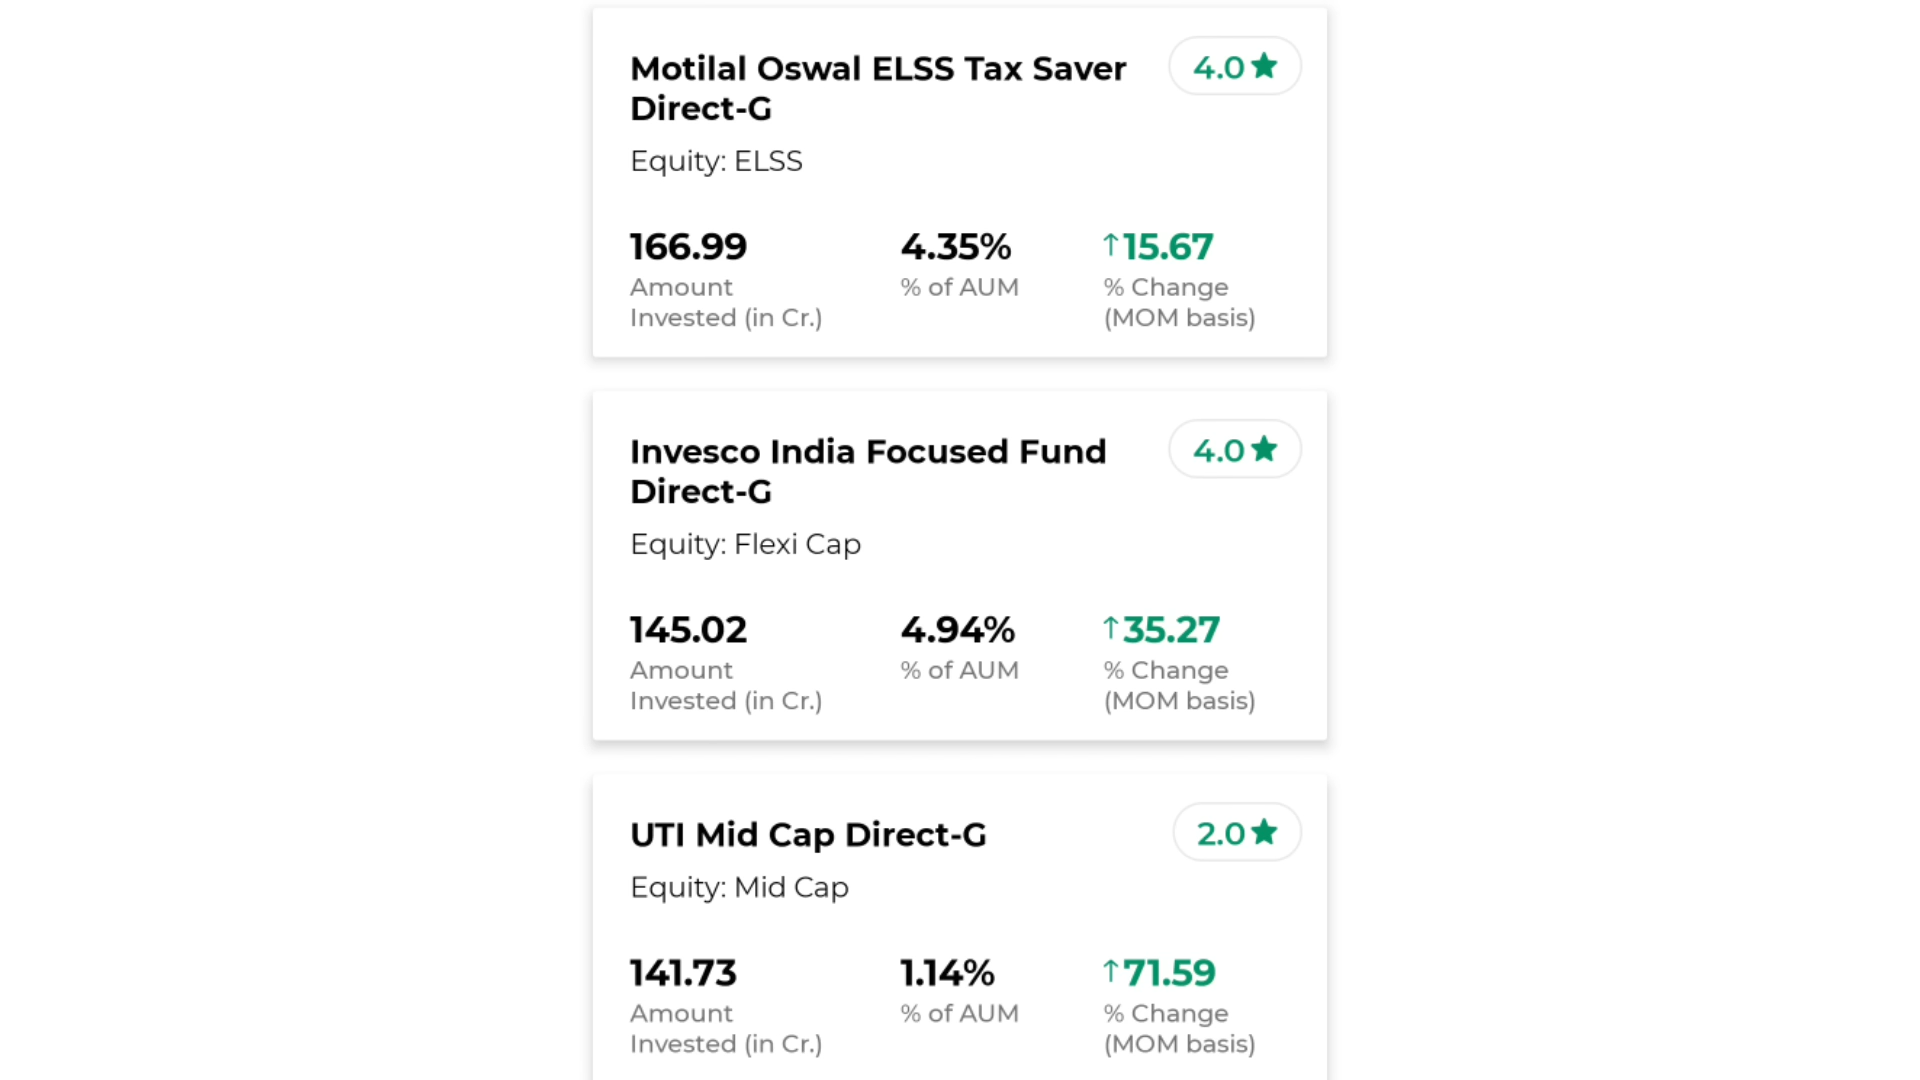 Motilal Oswal ELSS Tax Saver
Direct-G
4.0
Equity: ELSS
166.99
4.35%
↑15.67
Amount
Invested (in Cr.)
% of AUM
% Change
(MOM basis)
Invesco India Focused Fund
Direct-G
4.0
Equity: Flexi Cap
145.02
4.94%
↑35.27
Amount
Invested (in Cr.)
% of AUM
% Change
(MOM basis)
UTI Mid Cap Direct-G
2.0
Equity: Mid Cap
141.73
1.14%
↑71.59
Amount
Invested (in Cr.)
% of AUM
% Change
(MOM basis)